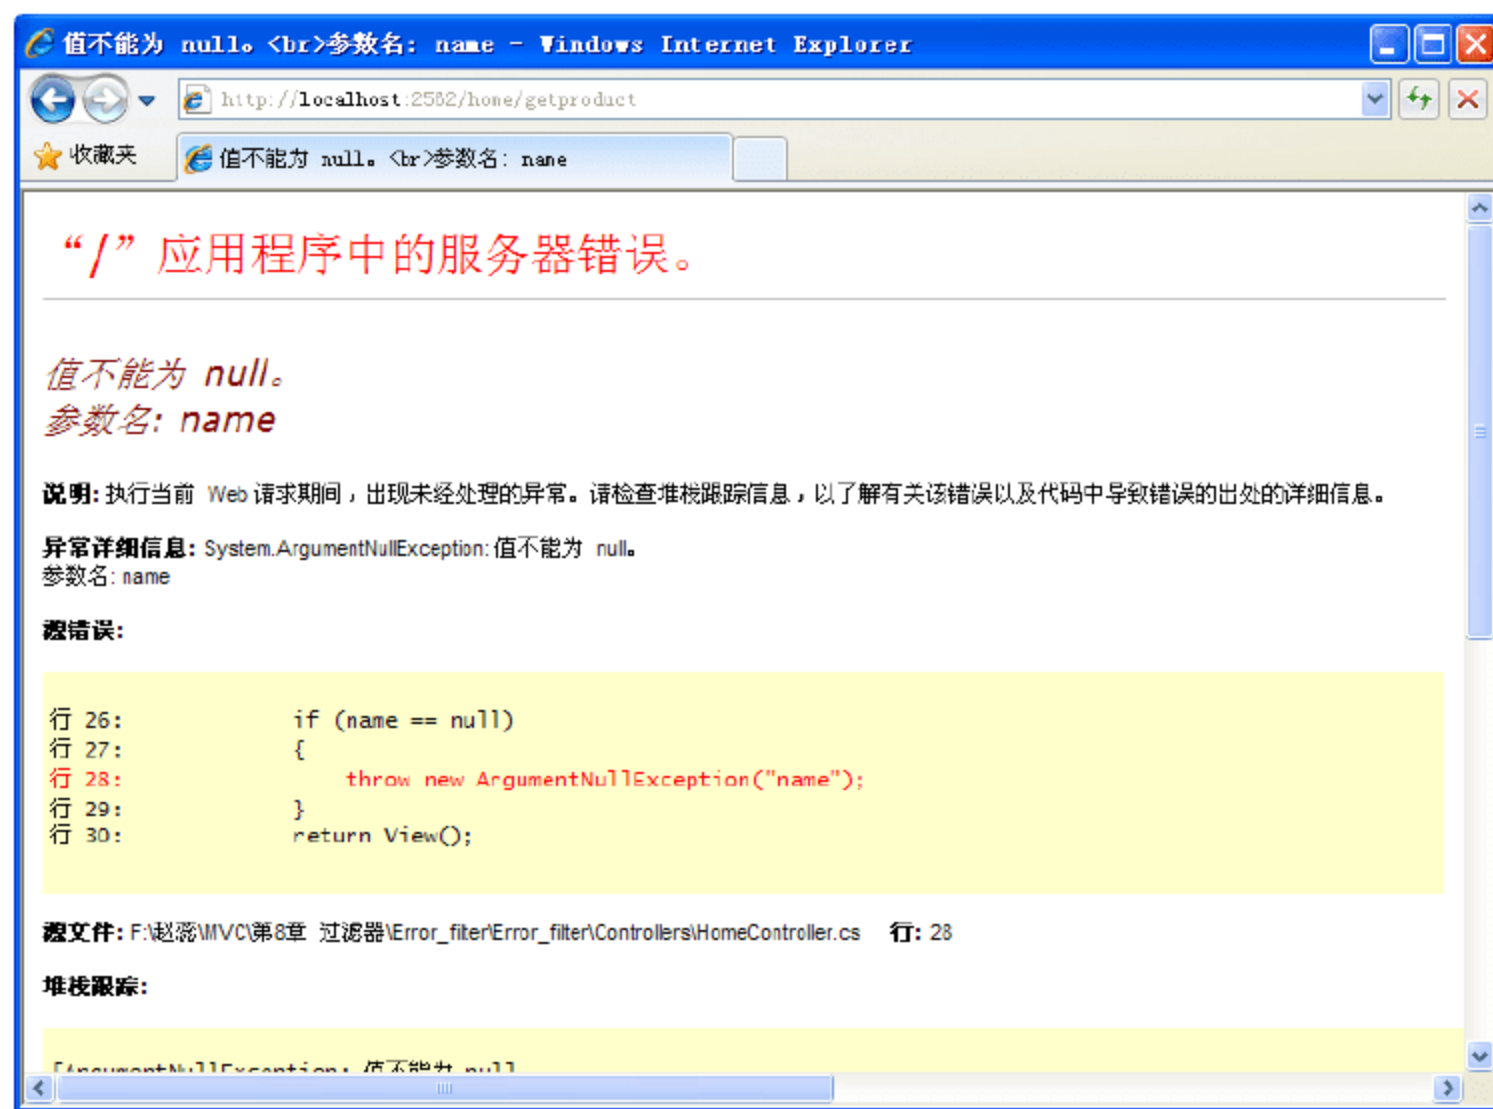 值不能为 null。<br>参数名: name - Windows Internet Explorer
http://localhost:2562/home/getproduct
收藏夹
值不能为 null。<br>参数名: name
“/”应用程序中的服务器错误。
值不能为 null。
参数名: name
说明: 执行当前 Web 请求期间，出现未经处理的异常。请检查堆栈跟踪信息，以了解有关该错误以及代码中导致错误的出处的详细信息。
异常详细信息: System.ArgumentNullException: 值不能为 null。
参数名: name
源错误:
行 26: if (name == null)
行 27: {
行 28: throw new ArgumentNullException("name");
行 29: }
行 30: return View();
源文件: F:\赵蕊\MVC\第8章 过滤器\Error_filter\Error_filter\Controllers\HomeController.cs 行: 28
堆栈跟踪:
[ArgumentNullException: 值不能为 null